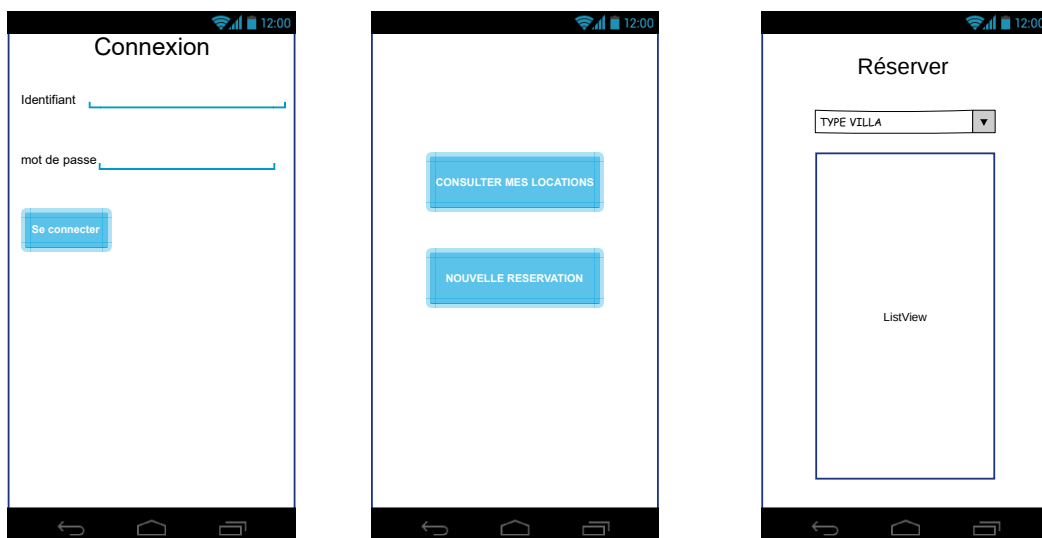 12:00
Connexion
Identifiant
mot de passe
Se connecter
12:00
CONSULTER MES LOCATIONS
NOUVELLE RESERVATION
12:00
Réserver
TYPE VILLA
ListView